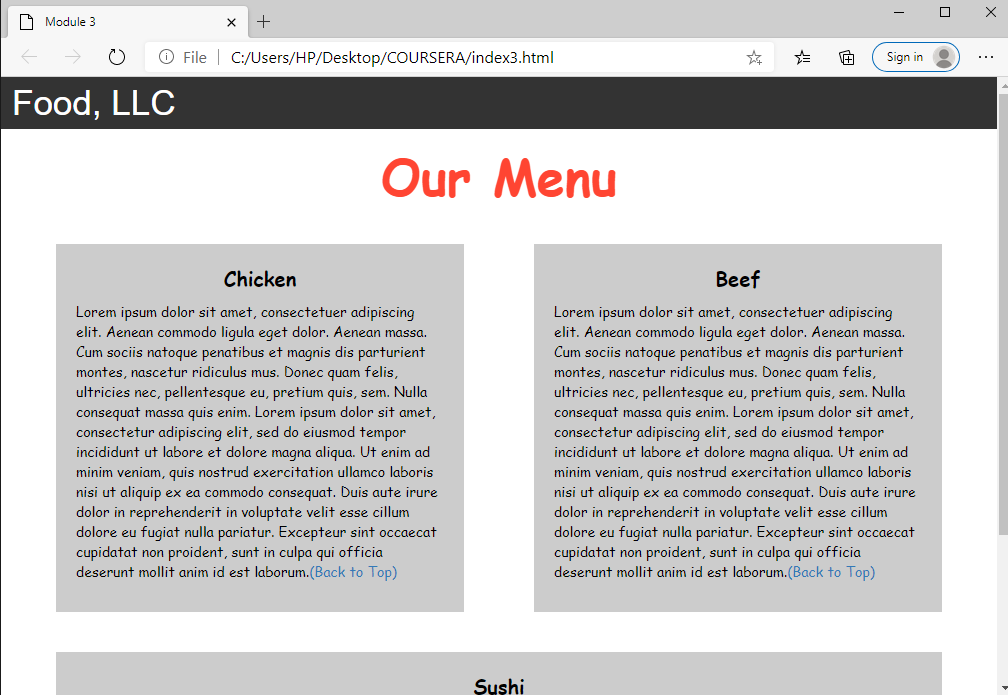 Module 3
File
C:/Users/HP/Desktop/COURSERA/index3.html
Sign in
Food, LLC
Our Menu
Chicken
Lorem ipsum dolor sit amet, consectetuer adipiscing
elit. Aenean commodo ligula eget dolor. Aenean massa.
Cum sociis natoque penatibus et magnis dis parturient
montes, nascetur ridiculus mus. Donec quam felis,
ultricies nec, pellentesque eu, pretium quis, sem. Nulla
consequat massa quis enim. Lorem ipsum dolor sit amet,
consectetur adipiscing elit, sed do eiusmod tempor
incididunt ut labore et dolore magna aliqua. Ut enim ad
minim veniam, quis nostrud exercitation ullamco laboris
nisi ut aliquip ex ea commodo consequat. Duis aute irure
dolor in reprehenderit in voluptate velit esse cillum
dolore eu fugiat nulla pariatur. Excepteur sint occaecat
cupidatat non proident, sunt in culpa qui officia
deserunt mollit anim id est laborum.(Back to Top)
Beef
Lorem ipsum dolor sit amet, consectetuer adipiscing
elit. Aenean commodo ligula eget dolor. Aenean massa.
Cum sociis natoque penatibus et magnis dis parturient
montes, nascetur ridiculus mus. Donec quam felis,
ultricies nec, pellentesque eu, pretium quis, sem. Nulla
consequat massa quis enim. Lorem ipsum dolor sit amet,
consectetur adipiscing elit, sed do eiusmod tempor
incididunt ut labore et dolore magna aliqua. Ut enim ad
minim veniam, quis nostrud exercitation ullamco laboris
nisi ut aliquip ex ea commodo consequat. Duis aute irure
dolor in reprehenderit in voluptate velit esse cillum
dolore eu fugiat nulla pariatur. Excepteur sint occaecat
cupidatat non proident, sunt in culpa qui officia
deserunt mollit anim id est laborum.(Back to Top)
Sushi